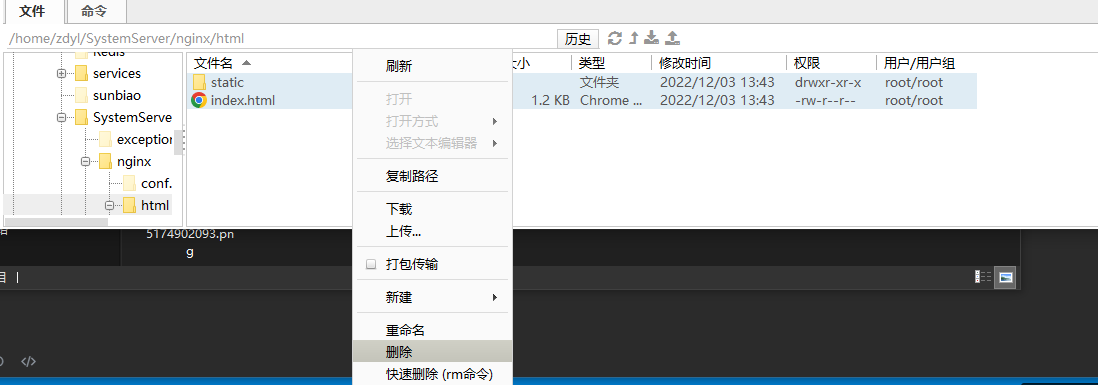 文件 命令
/home/zdyl/SystemServer/nginx/html 历史
文件名 大小 类型 修改时间 权限 用户/用户组
Redis
services
sunbiao
SystemServe
exception
nginx
conf.
html
static 文件夹 2022/12/03 13:43 drwxr-xr-x root/root
index.html 1.2 KB Chrome ... 2022/12/03 13:43 -rw-r--r-- root/root
刷新
打开
打开方式
选择文本编辑器
复制路径
下载
上传...
打包传输
新建
重命名
删除
快速删除 (rm命令)
5174902093.pn
g
目